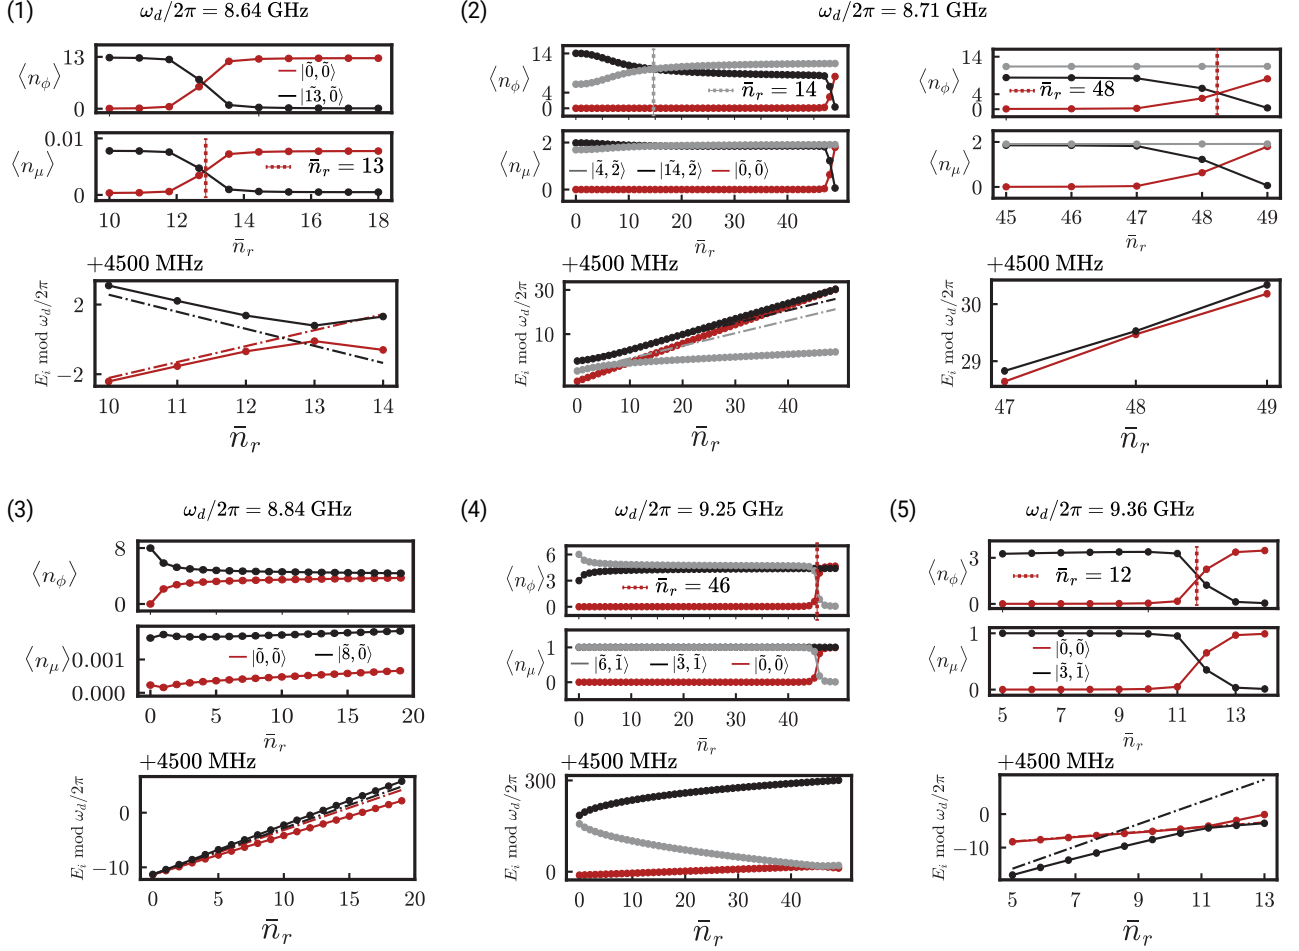 (1)
ω_d/2π = 8.64 GHz
13
0
⟨n_ϕ⟩
|0̃, 0̃⟩
|1̃3, 0̃⟩
0.01
0
⟨n_μ⟩
n̄_r = 13
10 12 14 16 18
n̄_r
+4500 MHz
2
−2
E_i mod ω_d/2π
10 11 12 13 14
n̄_r
(2)
ω_d/2π = 8.71 GHz
14
4
0
⟨n_ϕ⟩
n̄_r = 14
2
0
⟨n_μ⟩
|4̃, 2̃⟩ |1̃4, 2̃⟩ |0̃, 0̃⟩
0 10 20 30 40
n̄_r
+4500 MHz
30
10
E_i mod ω_d/2π
0 10 20 30 40
n̄_r
14
4
0
⟨n_ϕ⟩
n̄_r = 48
2
0
⟨n_μ⟩
45 46 47 48 49
n̄_r
+4500 MHz
30
29
E_i mod ω_d/2π
47 48 49
n̄_r
(3)
ω_d/2π = 8.84 GHz
8
0
⟨n_ϕ⟩
0.001
0.000
⟨n_μ⟩
|0̃, 0̃⟩ |8̃, 0̃⟩
0 5 10 15 20
n̄_r
+4500 MHz
0
−10
E_i mod ω_d/2π
0 5 10 15 20
n̄_r
(4)
ω_d/2π = 9.25 GHz
6
3
0
⟨n_ϕ⟩
n̄_r = 46
1
0
⟨n_μ⟩
|6̃, 1̃⟩ |3̃, 1̃⟩ |0̃, 0̃⟩
0 10 20 30 40
n̄_r
+4500 MHz
300
0
E_i mod ω_d/2π
0 10 20 30 40
n̄_r
(5)
ω_d/2π = 9.36 GHz
3
0
⟨n_ϕ⟩
n̄_r = 12
1
0
⟨n_μ⟩
|0̃, 0̃⟩
|3̃, 1̃⟩
5 7 9 11 13
n̄_r
+4500 MHz
0
−10
E_i mod ω_d/2π
5 7 9 11 13
n̄_r